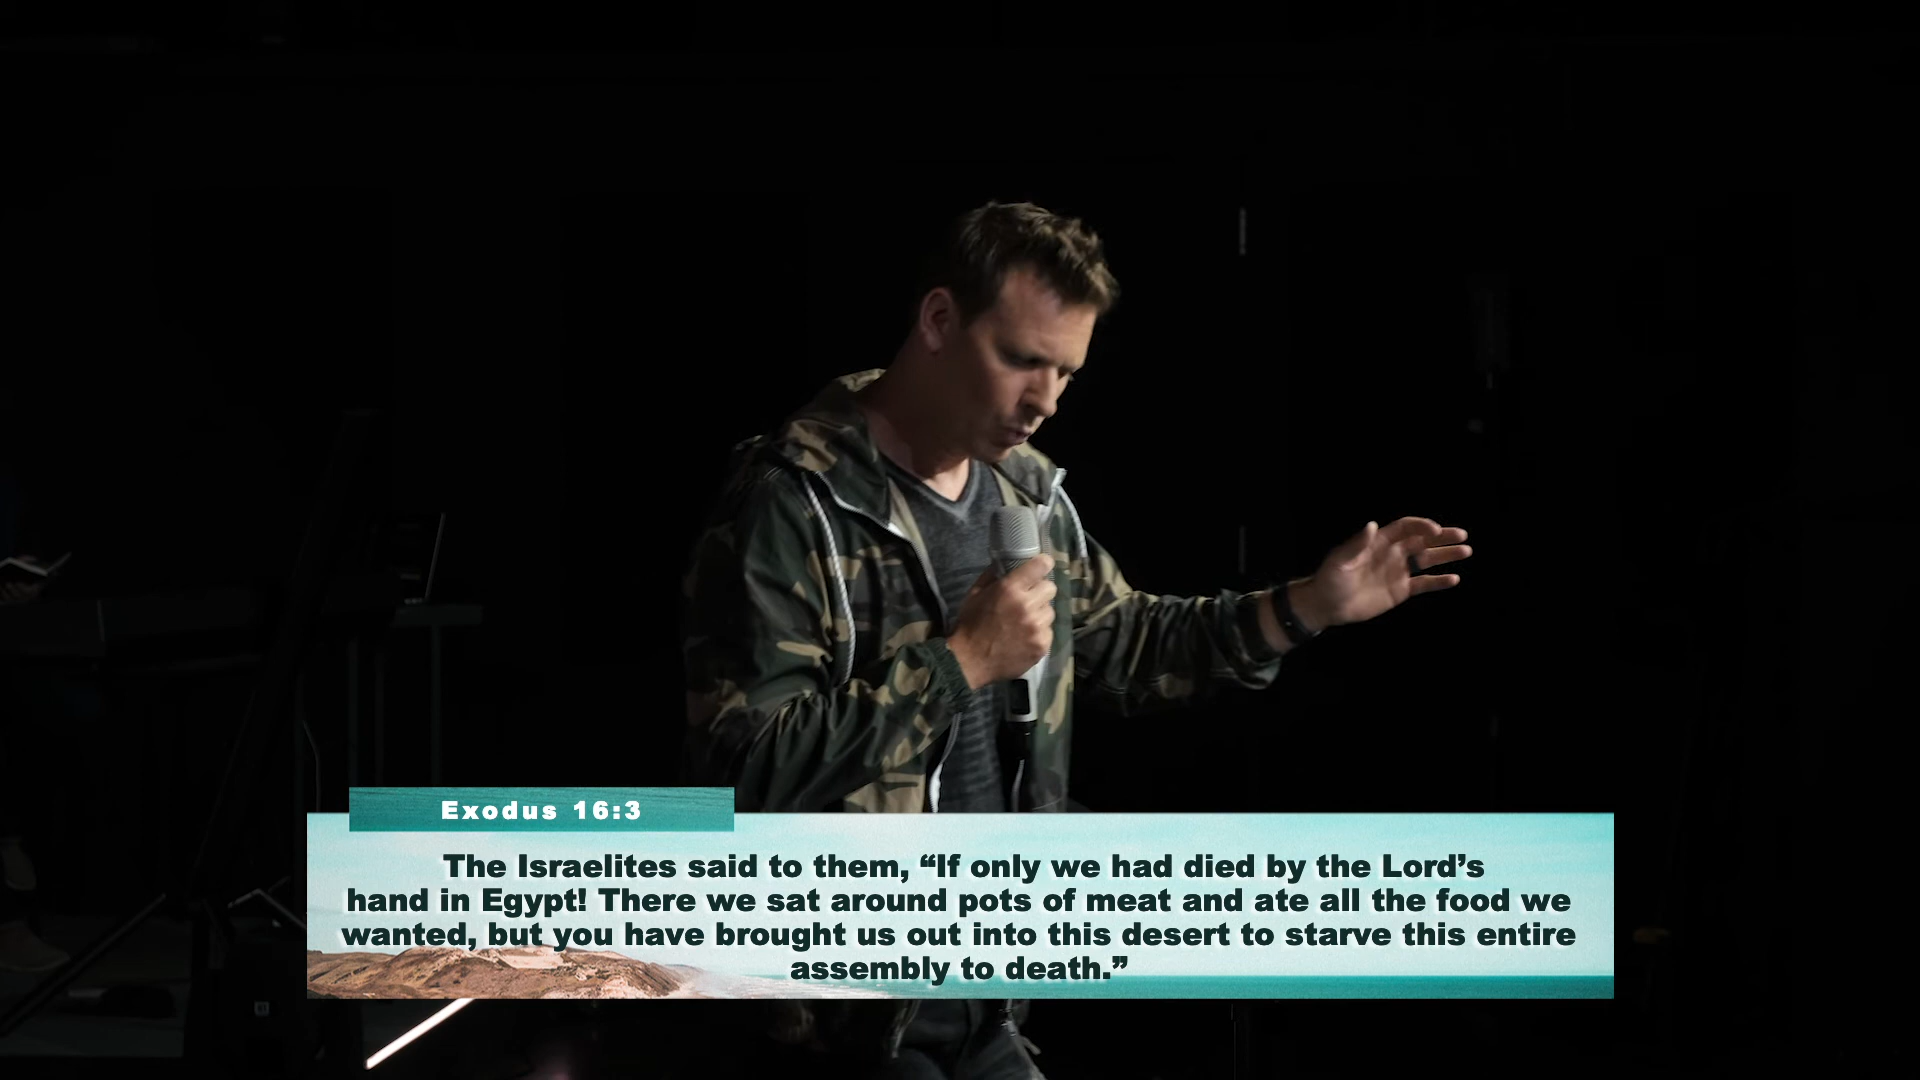 Exodus 16:3
The Israelites said to them, “If only we had died by the Lord’s
hand in Egypt! There we sat around pots of meat and ate all the food we
wanted, but you have brought us out into this desert to starve this entire
assembly to death.”